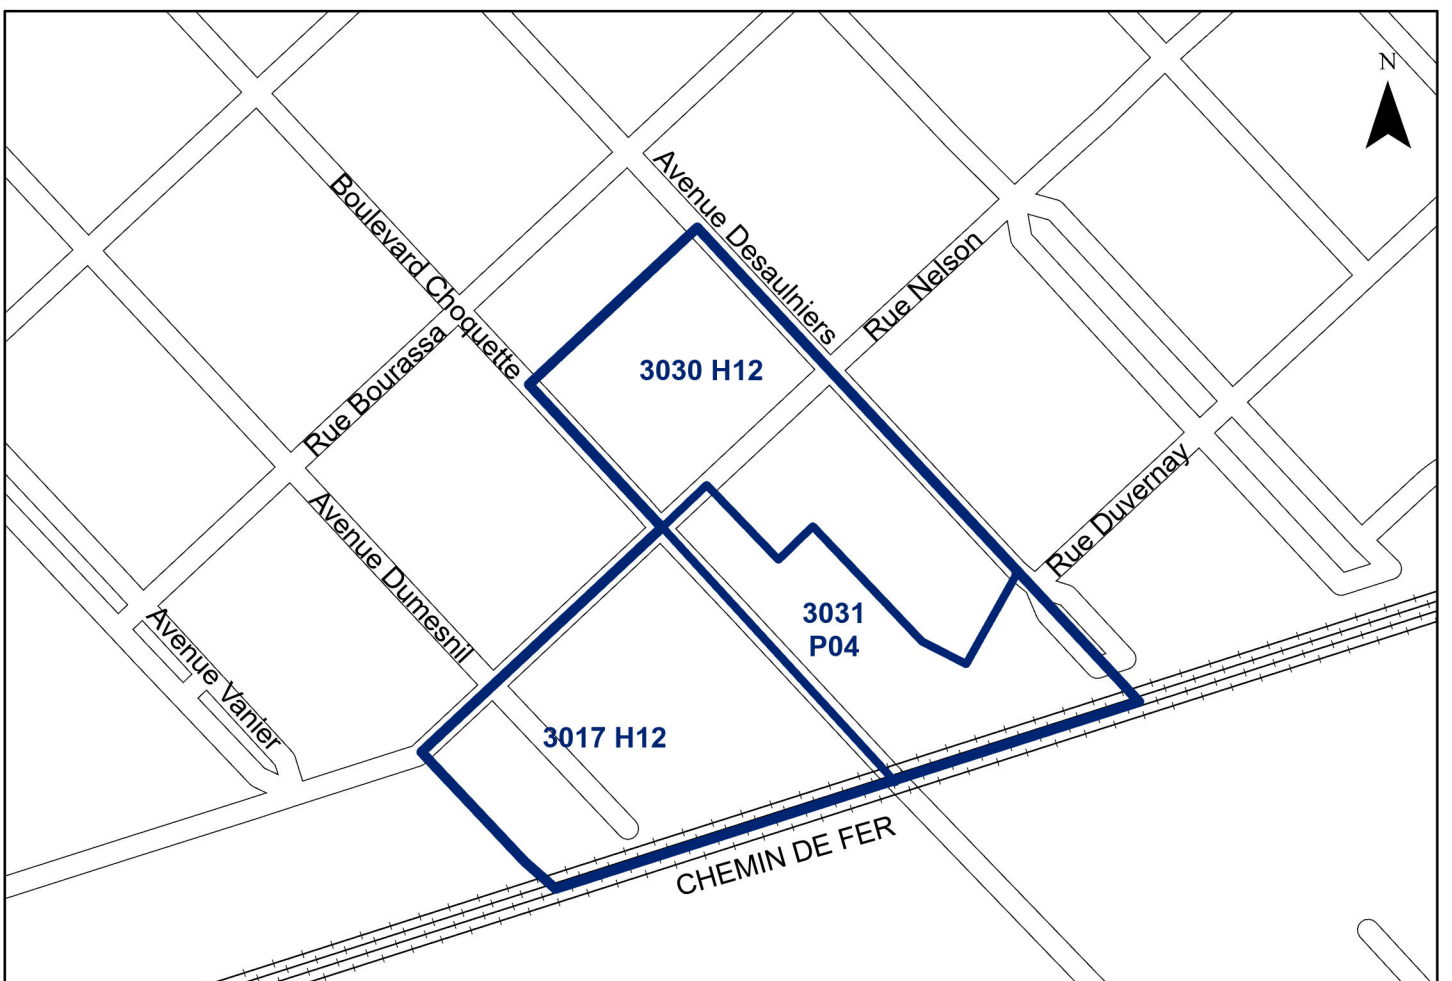 N
Avenue Desaulniers
Boulevard Choquette
Rue Nelson
Rue Bourassa
3030 H12
Rue Duvernay
Avenue Dumesnil
3031
P04
Avenue Vanier
3017 H12
CHEMIN DE FER